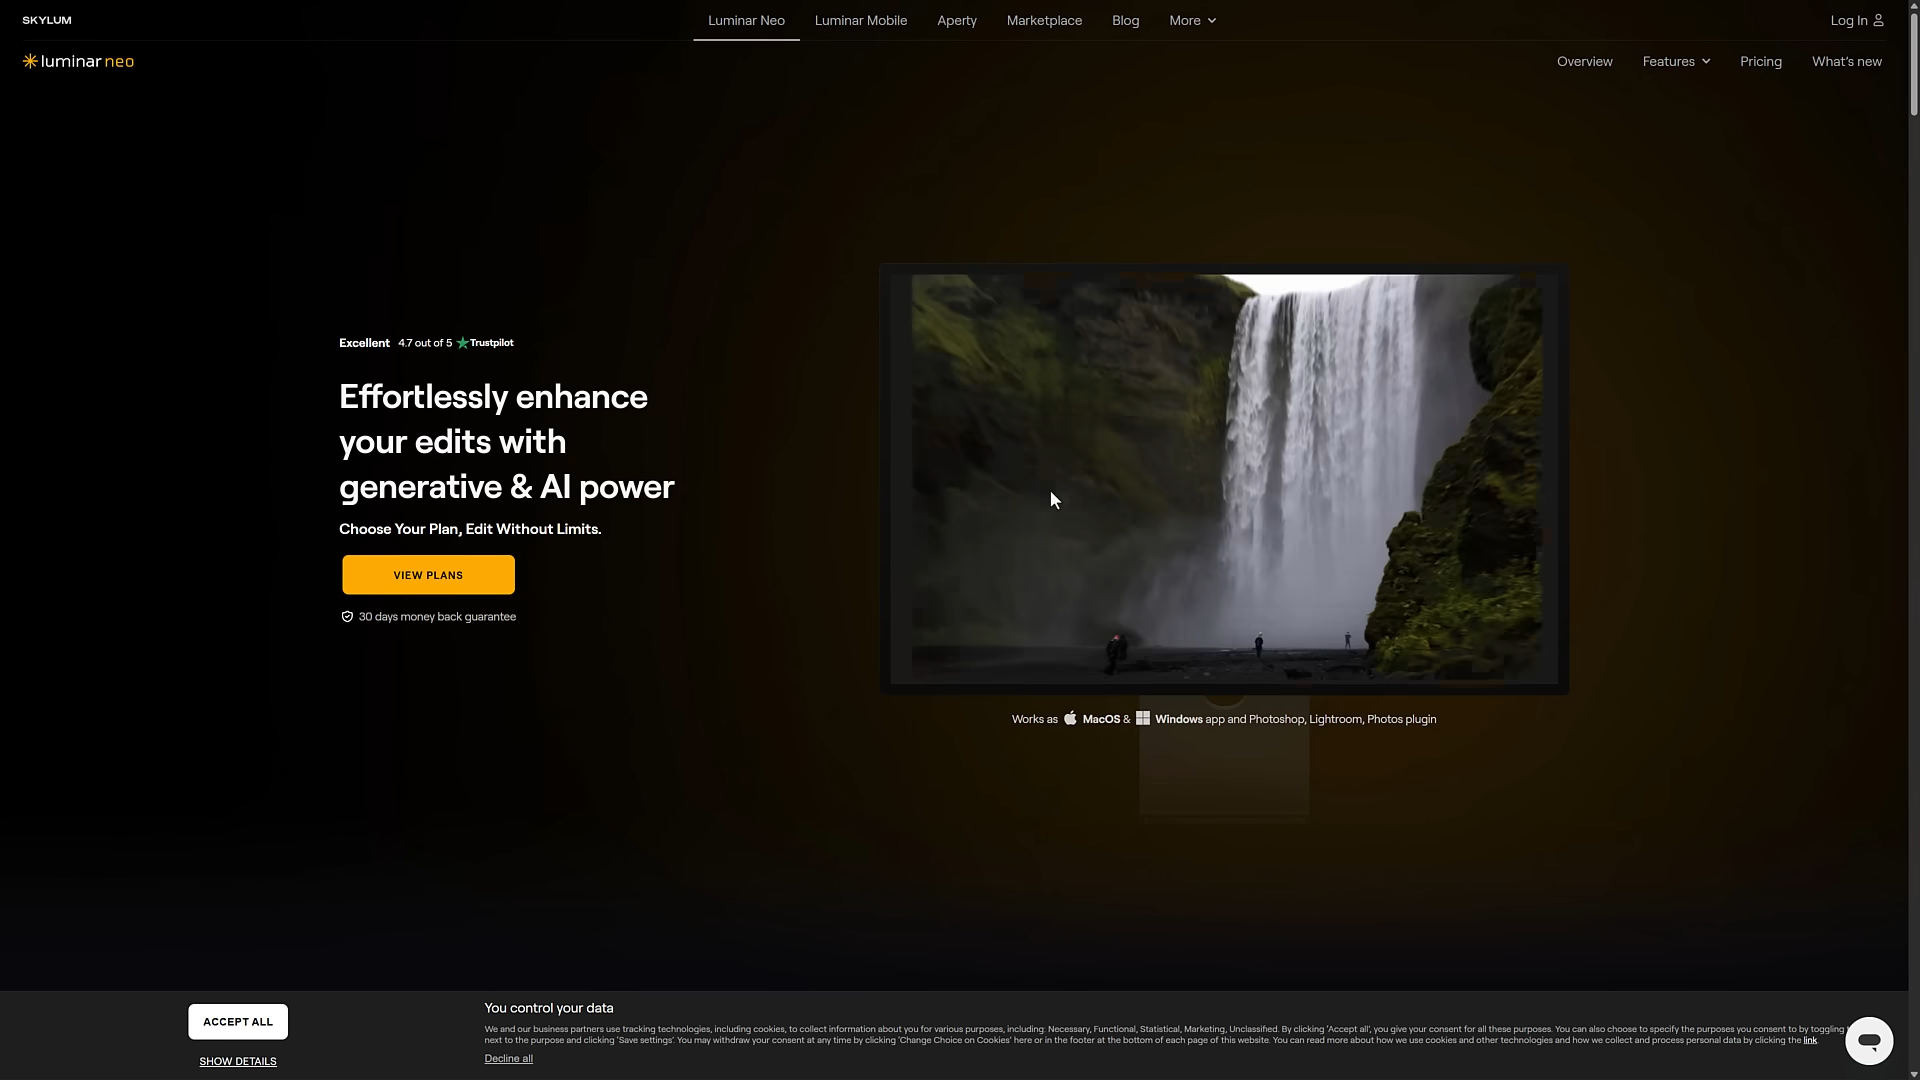 SKYLUM
Luminar Neo
Luminar Mobile
Aperty
Marketplace
Blog
More
Log In
luminar neo
Overview
Features
Pricing
What's new
Excellent 4.7 out of 5 Trustpilot
Effortlessly enhance
your edits with
generative & AI power
Choose Your Plan, Edit Without Limits.
VIEW PLANS
30 days money back guarantee
Works as MacOS & Windows app and Photoshop, Lightroom, Photos plugin
ACCEPT ALL
SHOW DETAILS
You control your data
We and our business partners use tracking technologies, including cookies, to collect information about you for various purposes, including: Necessary, Functional, Statistical, Marketing, Unclassified. By clicking 'Accept all', you give your consent for all these purposes. You can also choose to specify the purposes you consent to by toggling
next to the purpose and clicking 'Save settings'. You may withdraw your consent at any time by clicking 'Change Choice on Cookies' here or in the footer at the bottom of each page of this website. You can read more about how we use cookies and other technologies and how we collect and process personal data by clicking the link.
Decline all